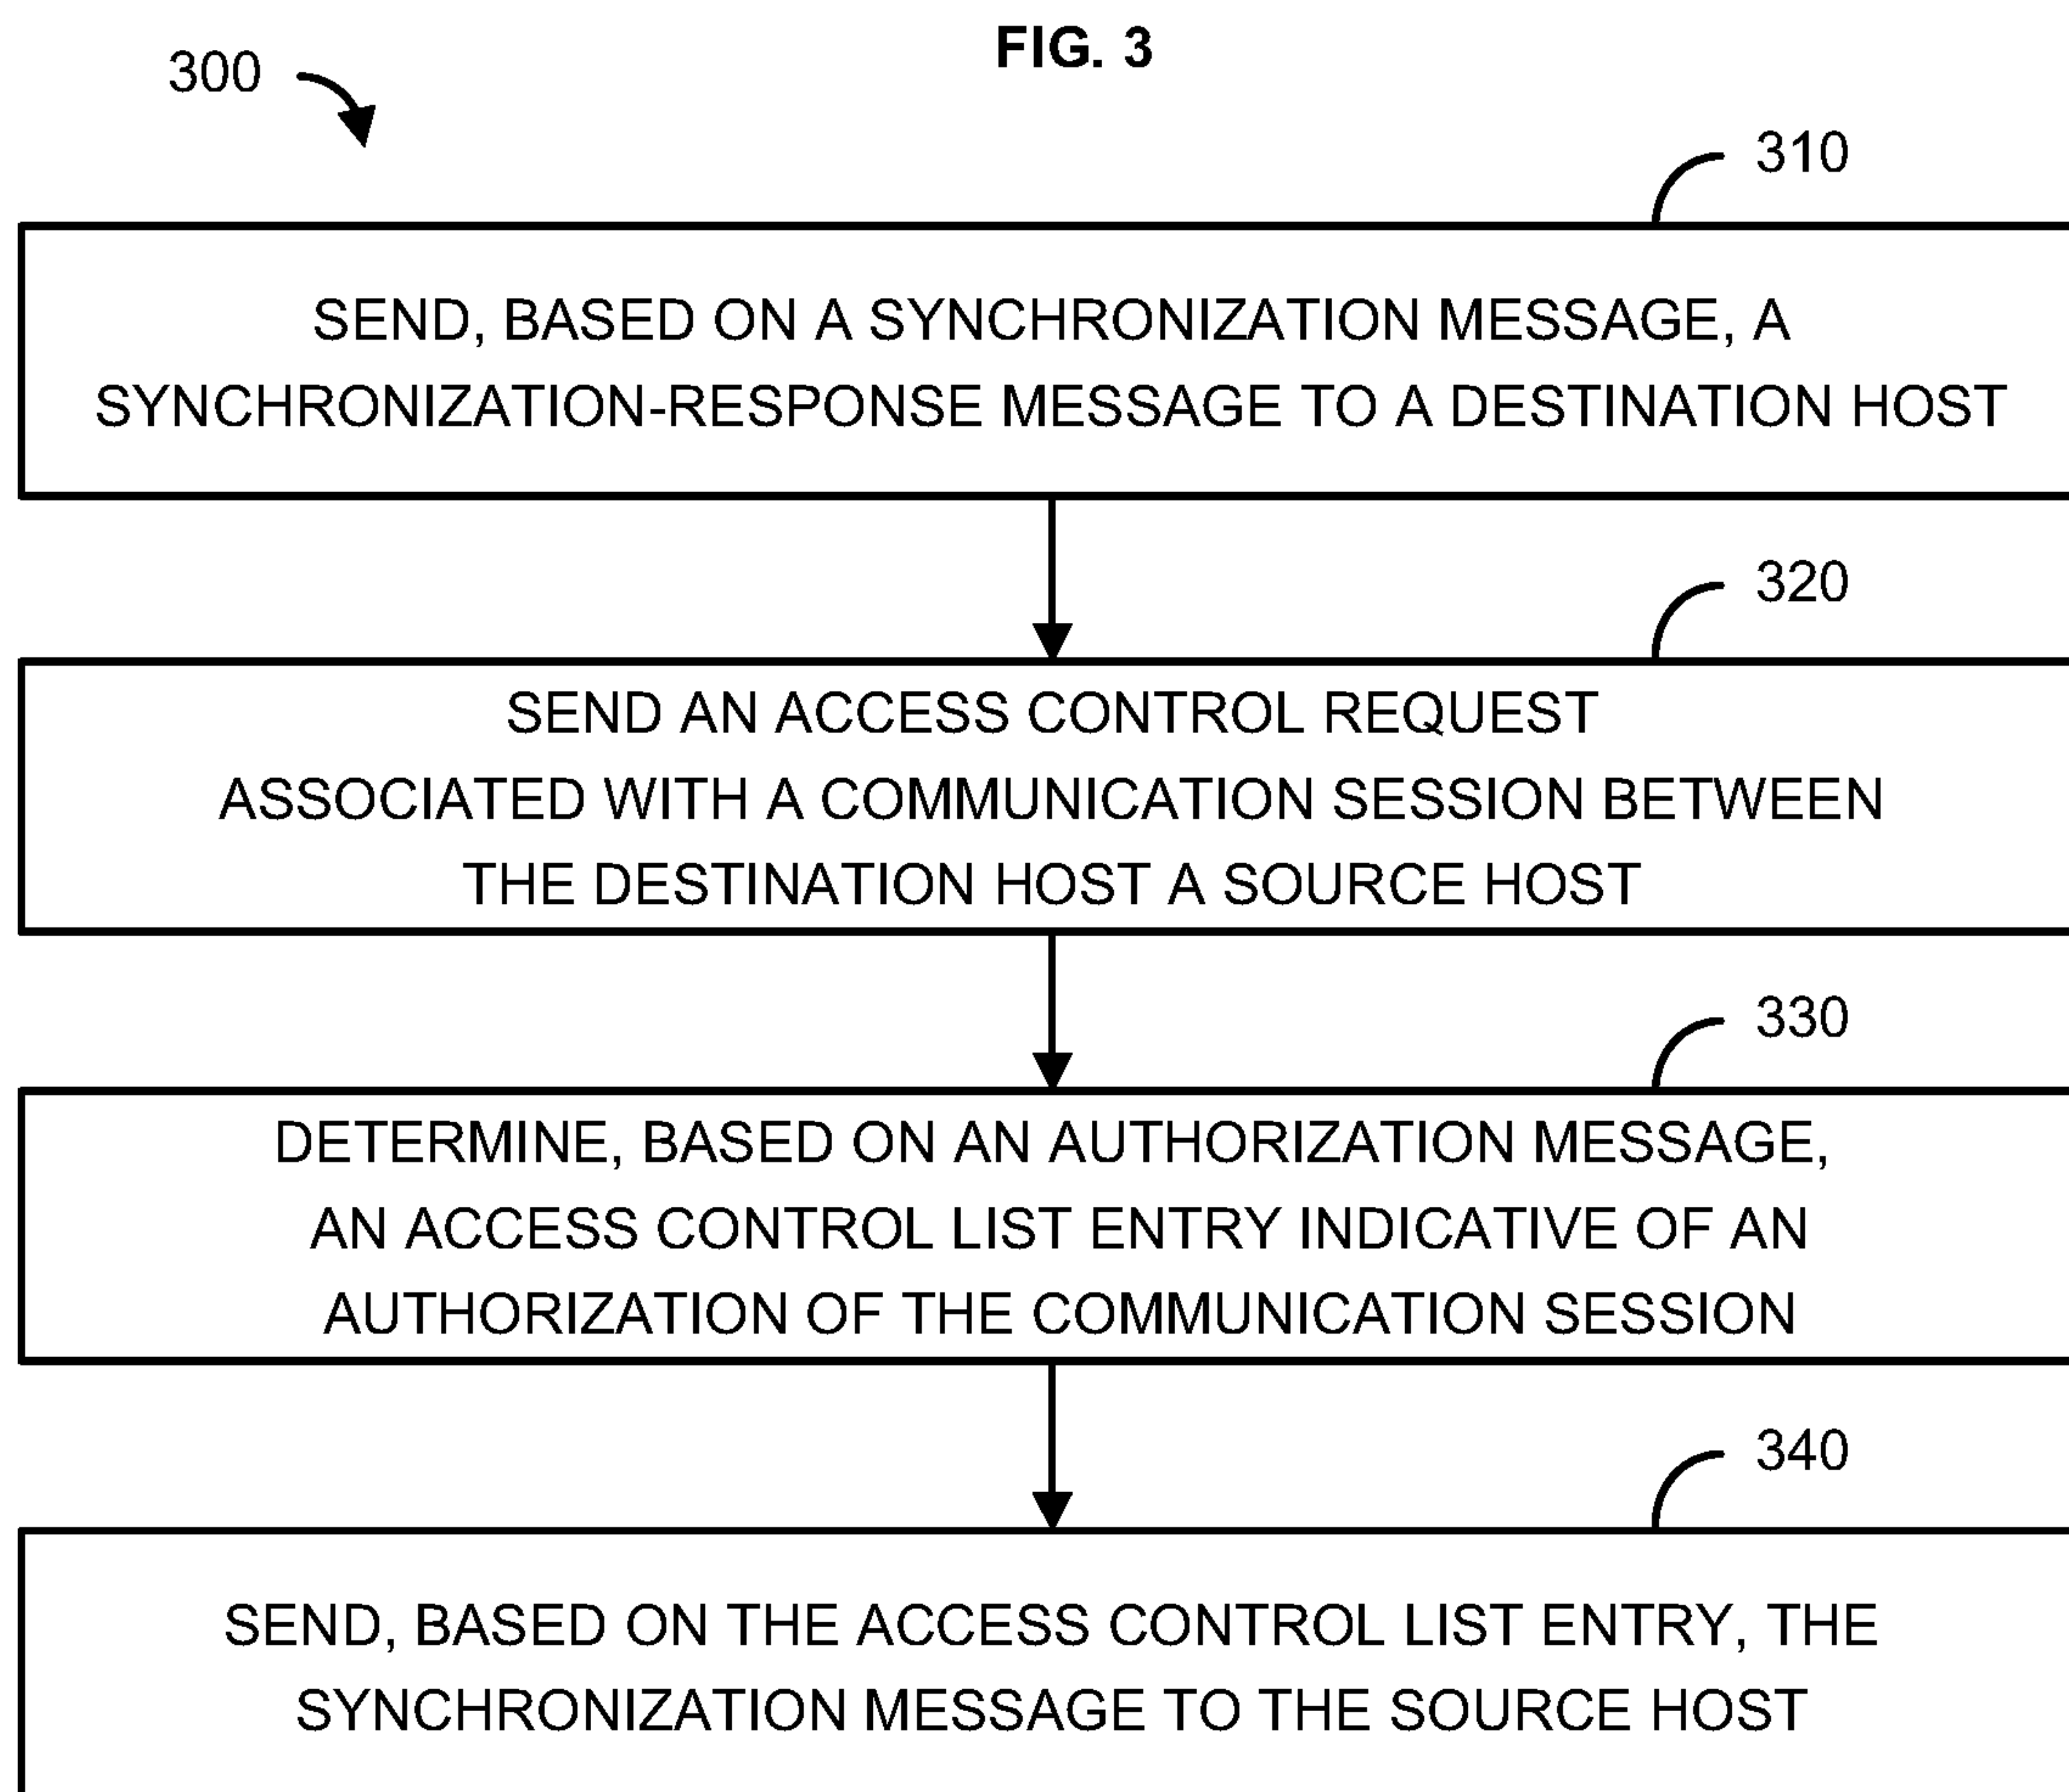 FIG. 3
300
310
SEND, BASED ON A SYNCHRONIZATION MESSAGE, A
SYNCHRONIZATION-RESPONSE MESSAGE TO A DESTINATION HOST
320
SEND AN ACCESS CONTROL REQUEST
ASSOCIATED WITH A COMMUNICATION SESSION BETWEEN
THE DESTINATION HOST A SOURCE HOST
330
DETERMINE, BASED ON AN AUTHORIZATION MESSAGE,
AN ACCESS CONTROL LIST ENTRY INDICATIVE OF AN
AUTHORIZATION OF THE COMMUNICATION SESSION
340
SEND, BASED ON THE ACCESS CONTROL LIST ENTRY, THE
SYNCHRONIZATION MESSAGE TO THE SOURCE HOST